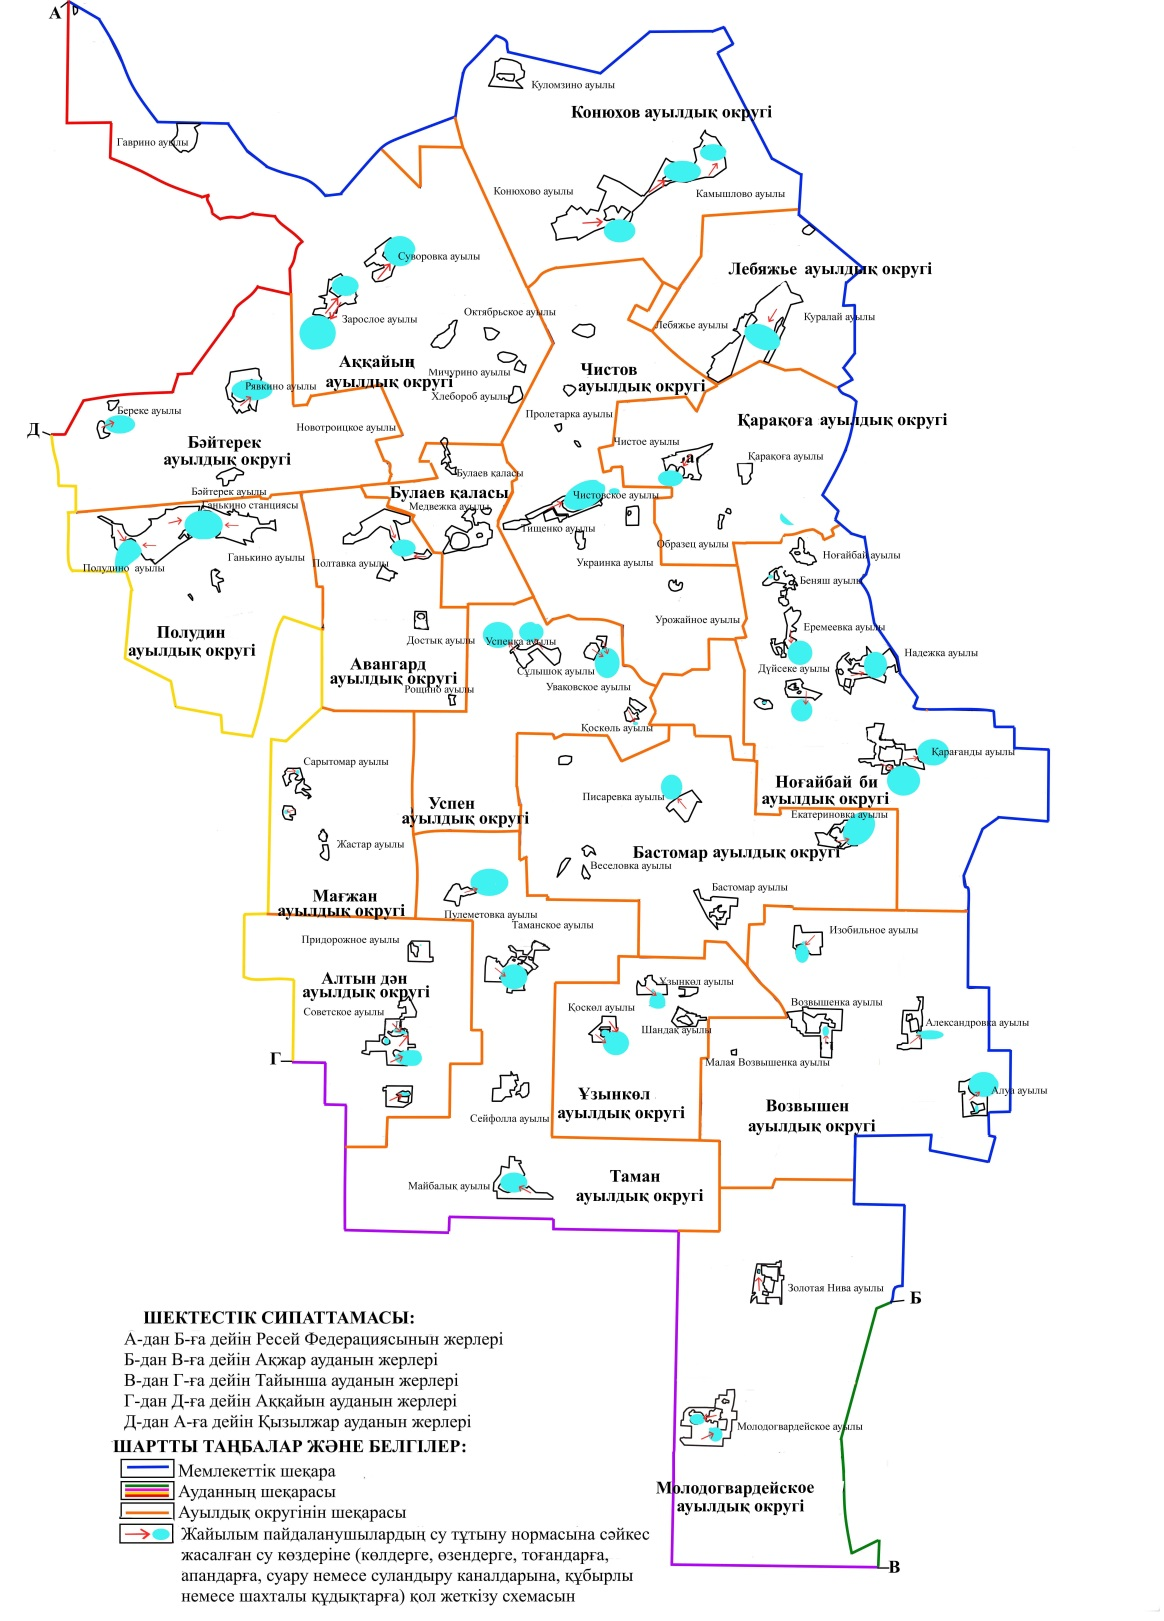 А
Куломзино ауылы
Конюхов ауылдық округі
Гаврино ауылы
Конюхово ауылы
Камышлово ауылы
Суворовка ауылы
Лебяжье ауылдық округі
Зарослое ауылы
Октябрьское ауылы
Лебяжье ауылы
Куралай ауылы
Аққайың
ауылдық округі
Мичурино ауылы
Чистов
ауылдық округі
Рявкино ауылы
Хлебороб ауылы
Береке ауылы
Пролетарка ауылы
Қарақоға ауылдық округі
Д
Новотроицкое ауылы
Бәйтерек
ауылдық округі
Чистое ауылы
Қарақоға ауылы
а
Булаев қаласы
Бәйтерек ауылы
Булаев қаласы
Чистовское ауылы
Ганькино станциясы
Медвежка ауылы
Тищенко ауылы
Ганькино ауылы
Образец ауылы
Ноғайбай ауылы
Полудино ауылы
Полтавка ауылы
Украинка ауылы
Беняш ауылы
Урожайное ауылы
Еремеевка ауылы
Полудин
ауылдық округі
Достық ауылы
Успенка ауылы
Надежка ауылы
Авангард
ауылдық округі
Сұлышоқ ауылы
Дүйсеке ауылы
Рощино ауылы
Уваковское ауылы
Қоскөль ауылы
Қарағанды ауылы
Сарытомар ауылы
Ноғайбай би
ауылдық округі
Писаревка ауылы
Успен
ауылдық округі
Екатериновка ауылы
Жастар ауылы
Бастомар ауылдық округі
Веселовка ауылы
Бастомар ауылы
Мағжан
ауылдық округі
Пулеметовка ауылы
Таманское ауылы
Изобильное ауылы
Придорожное ауылы
Алтын дән
ауылдық округі
Ұзынкөл ауылы
Советское ауылы
Қоскөл ауылы
Возвышенка ауылы
Шандақ ауылы
Александровка ауылы
Г
Малая Возвышенка ауылы
Алуа ауылы
Ұзынкөл
ауылдық округі
Сейфолла ауылы
Возвышен
ауылдық округі
Майбалық ауылы
Таман
ауылдық округі
Золотая Нива ауылы
Б
ШЕКТЕСТІК СИПАТТАМАСЫ:
А-дан Б-ға дейін Ресей Федерациясынын жерлері
Б-дан В-ға дейін Ақжар ауданын жерлері
В-дан Г-ға дейін Тайынша ауданын жерлері
Г-дан Д-ға дейін Аққайын ауданын жерлері
Д-дан А-ға дейін Қызылжар ауданын жерлері
Молодогвардейское ауылы
ШАРТТЫ ТАҢБАЛАР ЖӘНЕ БЕЛГІЛЕР:
Мемлекеттік шеқара
Ауданның шеқарасы
Ауылдық округінін шеқарасы
Жайылым пайдаланушылардың су тұтыну нормасына сәйкес
жасалған су көздеріне (көлдерге, өзендерге, тоғандарға,
апандарға, суару немесе суландыру каналдарына, құбырлы
немесе шахталы құдықтарға) қол жеткізу схемасын
Молодогвардейское
ауылдық округі
В